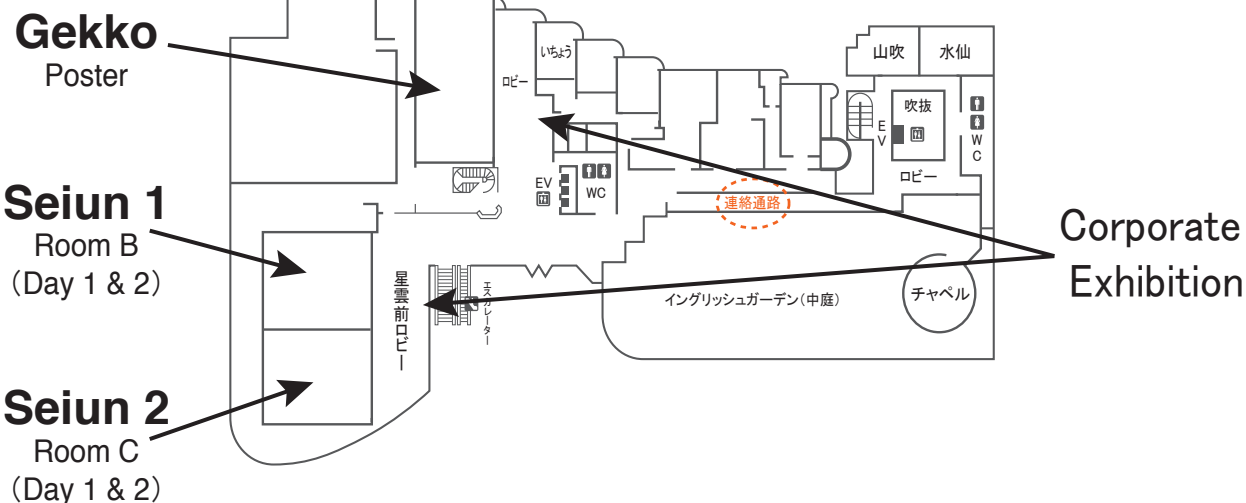 Gekko
Poster
いちょう
ロビー
山吹
水仙
吹抜
EV
WC
ロビー
EV
WC
連絡通路
Seiun 1
Room B
（Day 1 & 2）
Corporate
Exhibition
星雲前ロビー
エスカレーター
イングリッシュガーデン（中庭）
チャペル
Seiun 2
Room C
（Day 1 & 2）